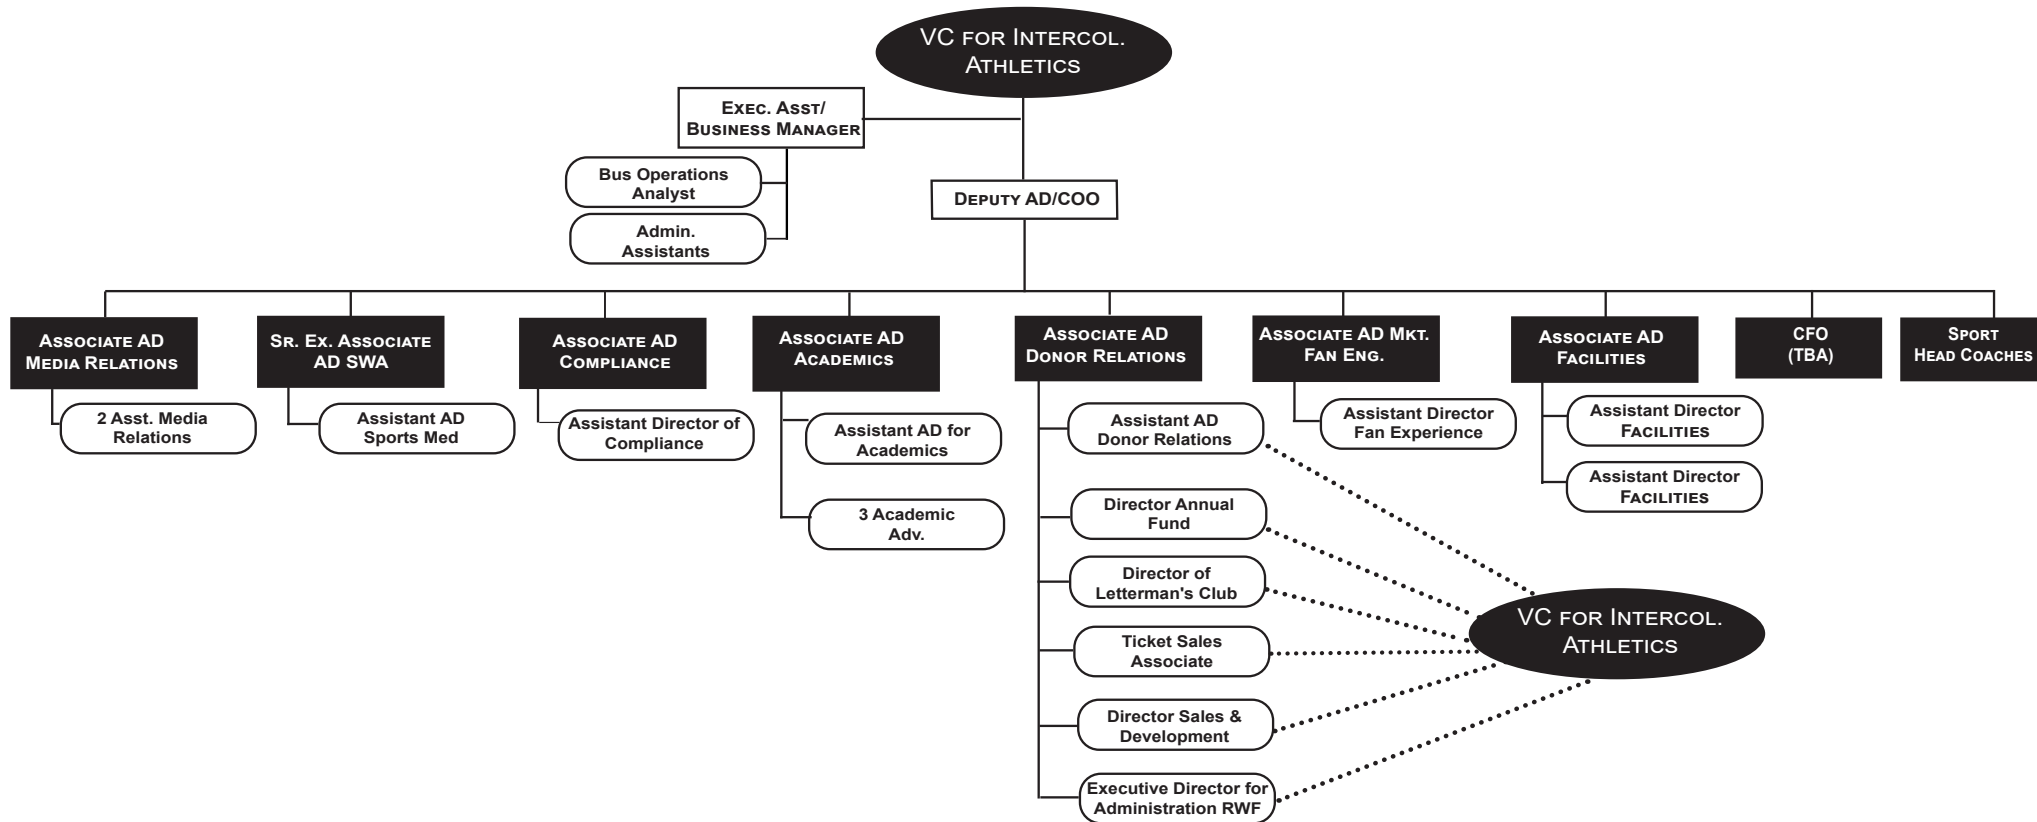 VC for Intercol.
Athletics
Exec. Asst/
Business Manager
Bus Operations
Analyst
Admin.
Assistants
Deputy AD/COO
Associate AD
Media Relations
2 Asst. Media
Relations
Sr. Ex. Associate
AD SWA
Assistant AD
Sports Med
Associate AD
Compliance
Assistant Director of
Compliance
Associate AD
Academics
Assistant AD for
Academics
3 Academic
Adv.
Associate AD
Donor Relations
Assistant AD
Donor Relations
Director Annual
Fund
Director of
Letterman's Club
Ticket Sales
Associate
Director Sales &
Development
Executive Director for
Administration RWF
Associate AD Mkt.
Fan Eng.
Assistant Director
Fan Experience
Associate AD
Facilities
Assistant Director
Facilities
Assistant Director
Facilities
CFO
(TBA)
Sport
Head Coaches
VC for Intercol.
Athletics